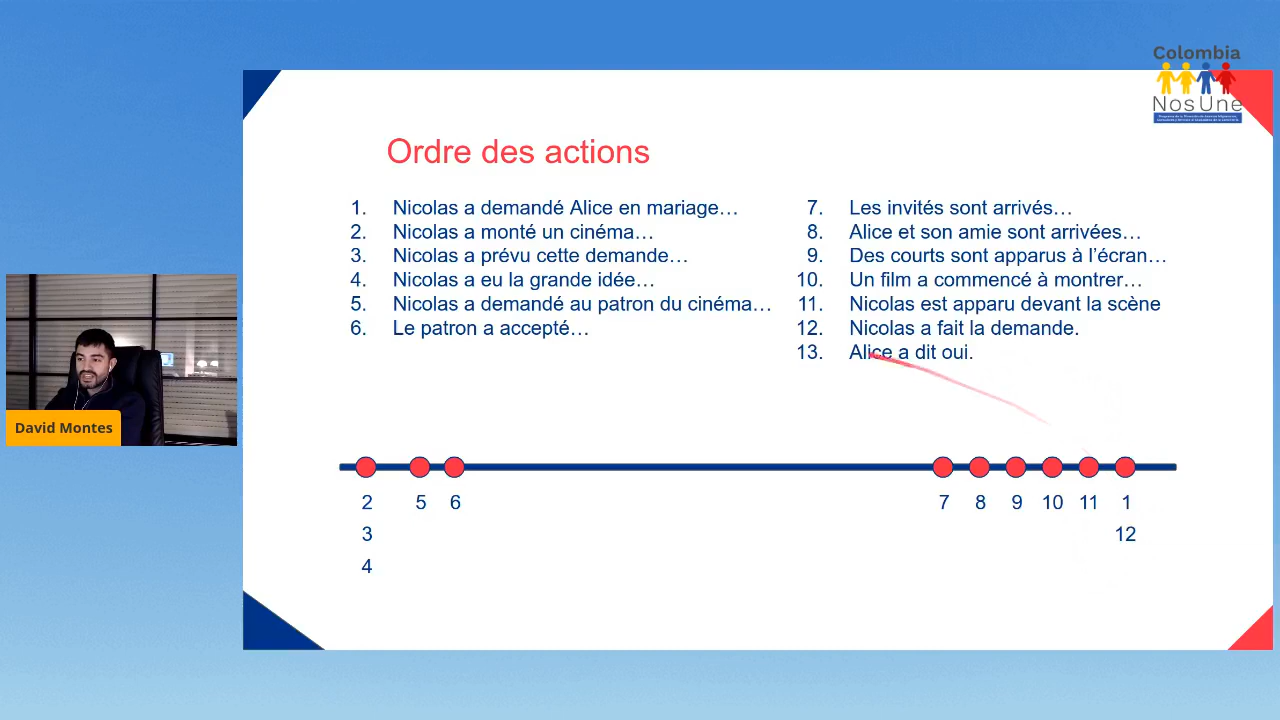 Colombia
NosUne
Ordre des actions
1. Nicolas a demandé Alice en mariage…
2. Nicolas a monté un cinéma…
3. Nicolas a prévu cette demande…
4. Nicolas a eu la grande idée…
5. Nicolas a demandé au patron du cinéma…
6. Le patron a accepté…
7. Les invités sont arrivés…
8. Alice et son amie sont arrivées…
9. Des courts sont apparus à l’écran…
10. Un film a commencé à montrer…
11. Nicolas est apparu devant la scène
12. Nicolas a fait la demande.
13. Alice a dit oui.
David Montes
2 5 6 7 8 9 10 11 1
3 12
4